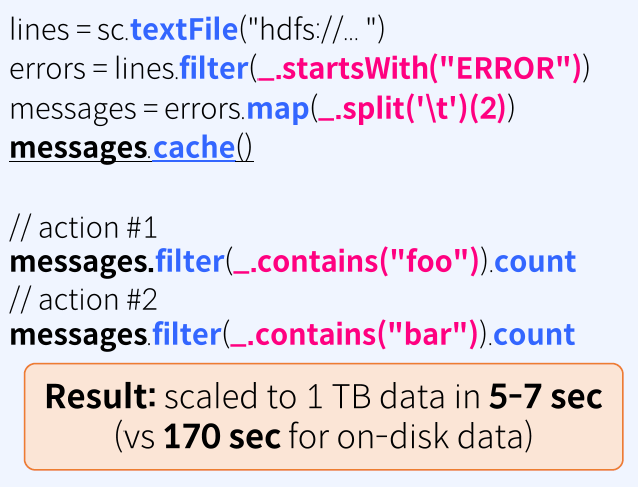 lines = sc.textFile("hdfs://... ")
errors = lines.filter(_.startsWith("ERROR"))
messages = errors.map(_.split('\t')(2))
messages.cache()
// action #1
messages.filter(_.contains("foo")).count
// action #2
messages.filter(_.contains("bar")).count
Result: scaled to 1 TB data in 5-7 sec
(vs 170 sec for on-disk data)